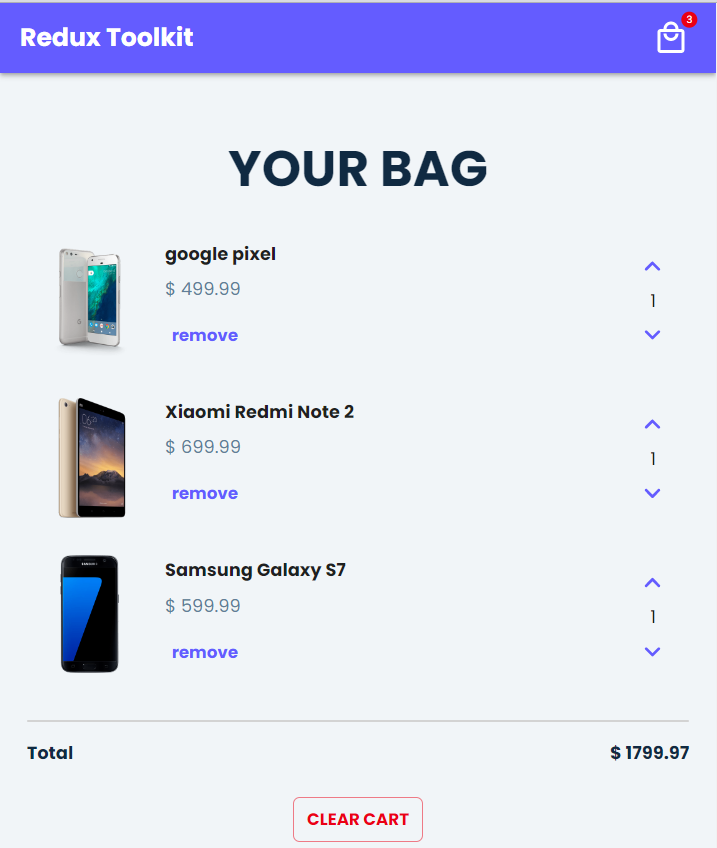 Redux Toolkit
3
YOUR BAG
google pixel
$ 499.99
1
remove
Xiaomi Redmi Note 2
$ 699.99
1
remove
Samsung Galaxy S7
$ 599.99
1
remove
SAMSUNG
Total
$ 1799.97
CLEAR CART